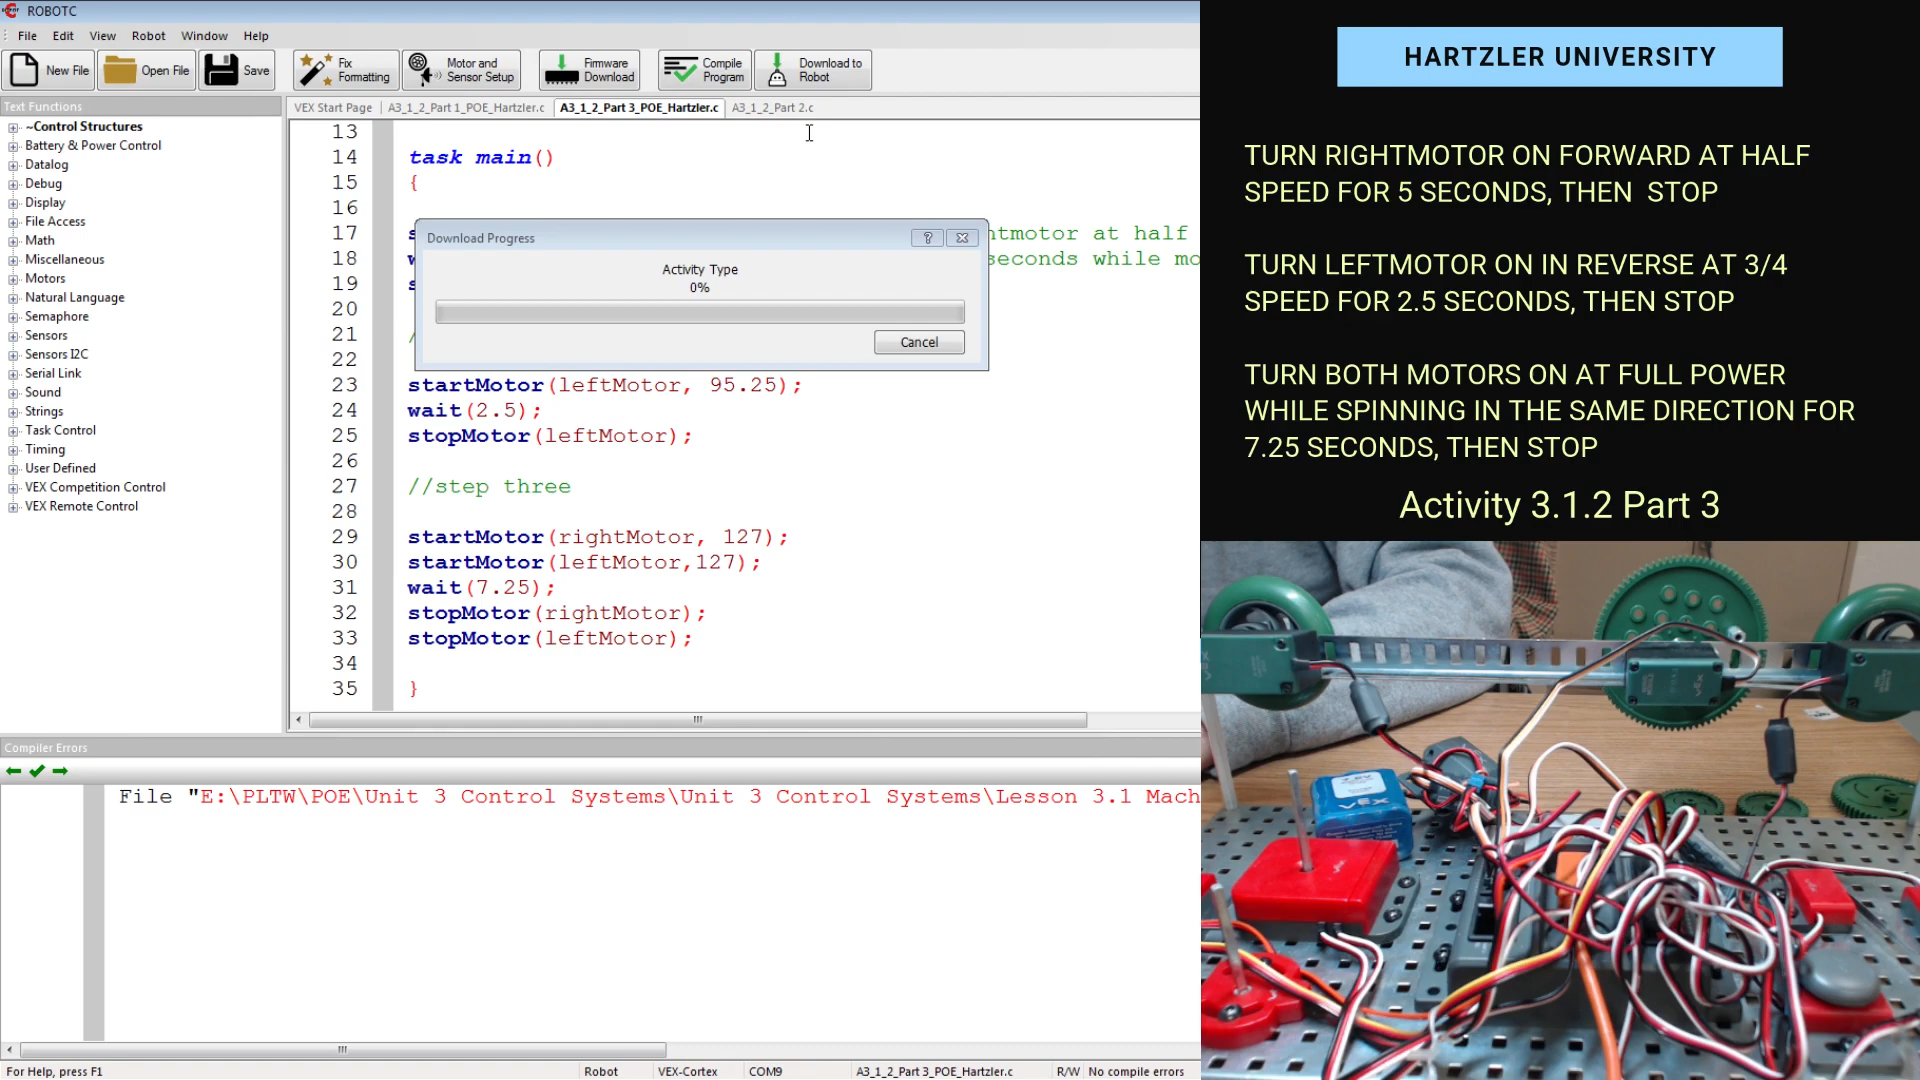 ROBOTC
File Edit View Robot Window Help
New File Open File Save Fix Formatting Motor and Sensor Setup Firmware Download Compile Program Download to Robot
Text Functions
~Control Structures
Battery & Power Control
Datalog
Debug
Display
File Access
Math
Miscellaneous
Motors
Natural Language
Semaphore
Sensors
Sensors I2C
Serial Link
Sound
Strings
Task Control
Timing
User Defined
VEX Competition Control
VEX Remote Control
VEX Start Page A3_1_2_Part 1_POE_Hartzler.c A3_1_2_Part 3_POE_Hartzler.c A3_1_2_Part 2.c
13
14 task main()
15 {
16
17 s ntmotor at half
18 w seconds while mo
19 s
20
21 /
22
23 startMotor(leftMotor, 95.25);
24 wait(2.5);
25 stopMotor(leftMotor);
26
27 //step three
28
29 startMotor(rightMotor, 127);
30 startMotor(leftMotor,127);
31 wait(7.25);
32 stopMotor(rightMotor);
33 stopMotor(leftMotor);
34
35 }
Download Progress
Activity Type
0%
Cancel
Compiler Errors
File "E:\PLTW\POE\Unit 3 Control Systems\Unit 3 Control Systems\Lesson 3.1 Mach
For Help, press F1 Robot VEX-Cortex COM9 A3_1_2_Part 3_POE_Hartzler.c R/W No compile errors
HARTZLER UNIVERSITY
TURN RIGHTMOTOR ON FORWARD AT HALF
SPEED FOR 5 SECONDS, THEN STOP
TURN LEFTMOTOR ON IN REVERSE AT 3/4
SPEED FOR 2.5 SECONDS, THEN STOP
TURN BOTH MOTORS ON AT FULL POWER
WHILE SPINNING IN THE SAME DIRECTION FOR
7.25 SECONDS, THEN STOP
Activity 3.1.2 Part 3
VEX